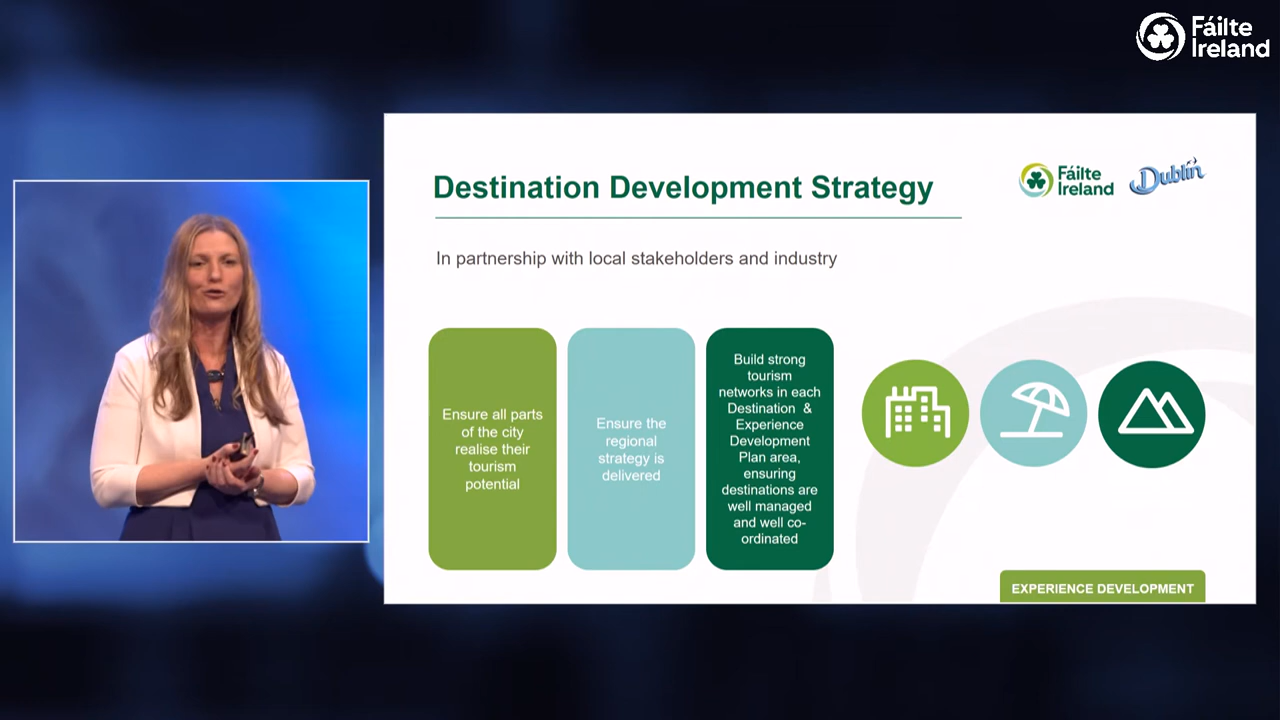 Fáilte
Ireland
Destination Development Strategy
Fáilte
Ireland
Dublin
In partnership with local stakeholders and industry
Ensure all parts
of the city
realise their
tourism
potential
Ensure the
regional
strategy is
delivered
Build strong
tourism
networks in each
Destination &
Experience
Development
Plan area,
ensuring
destinations are
well managed
and well co-
ordinated
EXPERIENCE DEVELOPMENT